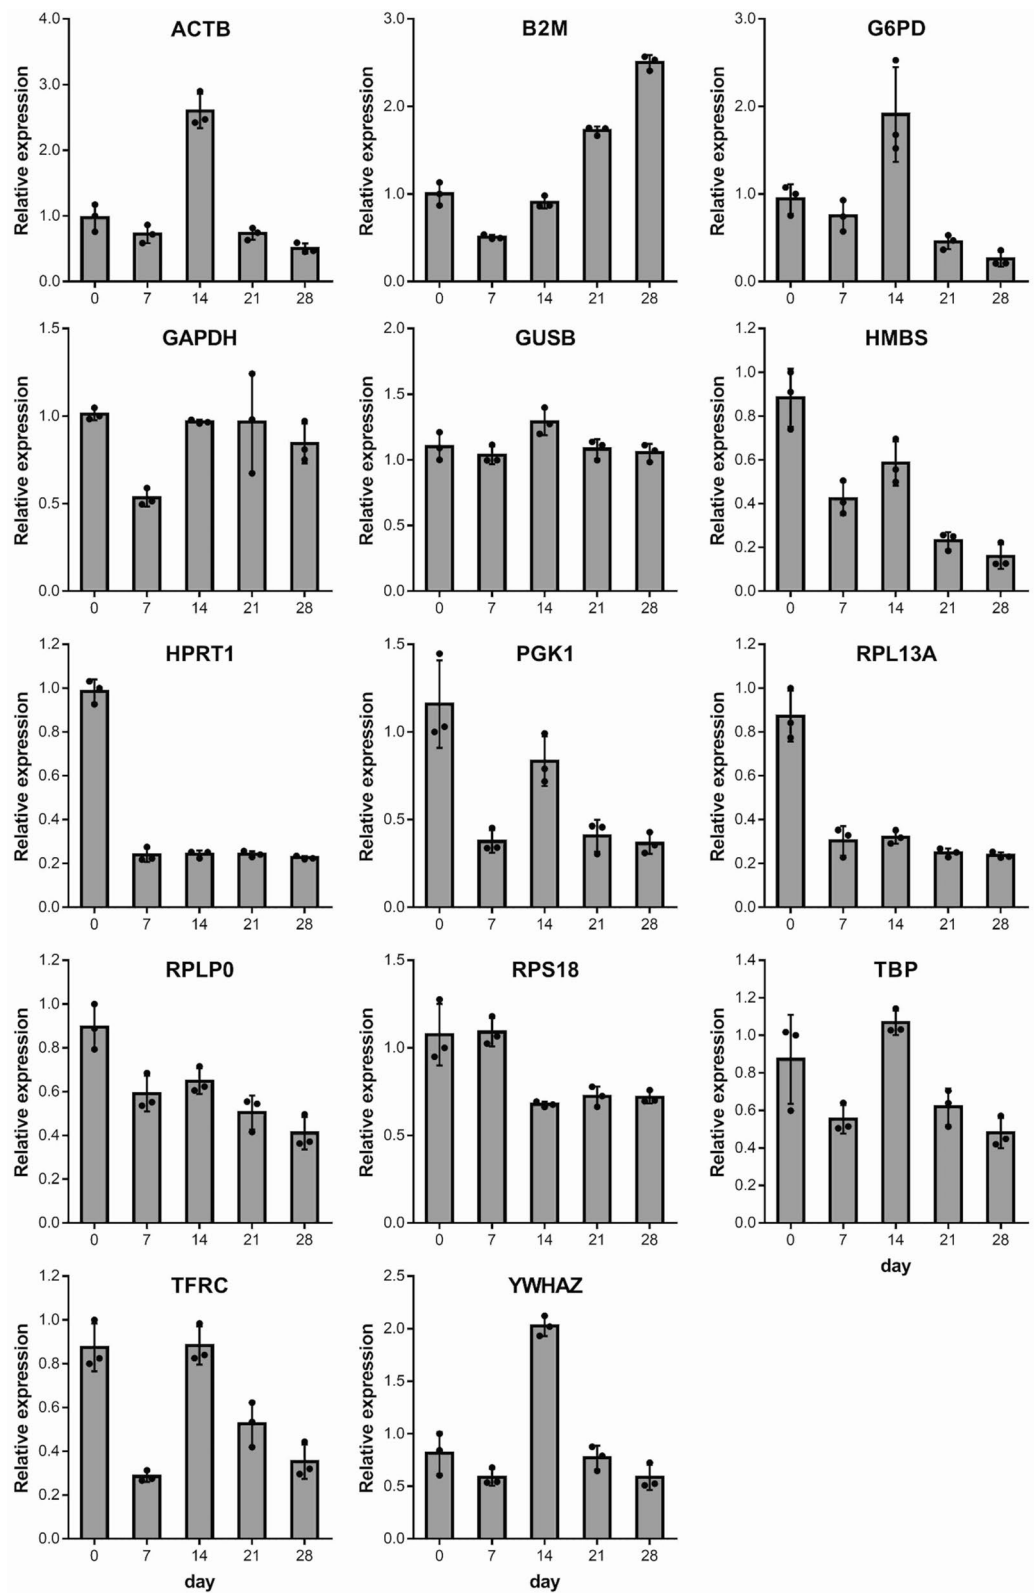 ACTB
Relative expression
4.0
3.0
2.0
1.0
0.0
0 7 14 21 28
B2M
Relative expression
3.0
2.0
1.0
0.0
0 7 14 21 28
G6PD
Relative expression
3.0
2.0
1.0
0.0
0 7 14 21 28
GAPDH
Relative expression
1.5
1.0
0.5
0.0
0 7 14 21 28
GUSB
Relative expression
2.0
1.5
1.0
0.5
0.0
0 7 14 21 28
HMBS
Relative expression
1.2
1.0
0.8
0.6
0.4
0.2
0.0
0 7 14 21 28
HPRT1
Relative expression
1.2
1.0
0.8
0.6
0.4
0.2
0.0
0 7 14 21 28
PGK1
Relative expression
1.5
1.0
0.5
0.0
0 7 14 21 28
RPL13A
Relative expression
1.2
1.0
0.8
0.6
0.4
0.2
0.0
0 7 14 21 28
RPLP0
Relative expression
1.2
1.0
0.8
0.6
0.4
0.2
0.0
0 7 14 21 28
RPS18
Relative expression
1.5
1.0
0.5
0.0
0 7 14 21 28
TBP
Relative expression
1.4
1.2
1.0
0.8
0.6
0.4
0.2
0.0
0 7 14 21 28
day
TFRC
Relative expression
1.2
1.0
0.8
0.6
0.4
0.2
0.0
0 7 14 21 28
day
YWHAZ
Relative expression
2.5
2.0
1.5
1.0
0.5
0.0
0 7 14 21 28
day